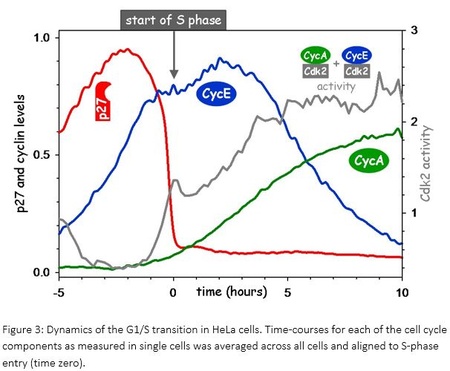 start of S phase
1.0
0.5
0.0
p27 and cyclin levels
p27
CycE
CycA
Cdk2
+
CycE
Cdk2
activity
CycA
3
2
1
Cdk2 activity
-5
0
time (hours)
5
10
Figure 3: Dynamics of the G1/S transition in HeLa cells. Time-courses for each of the cell cycle
components as measured in single cells was averaged across all cells and aligned to S-phase
entry (time zero).